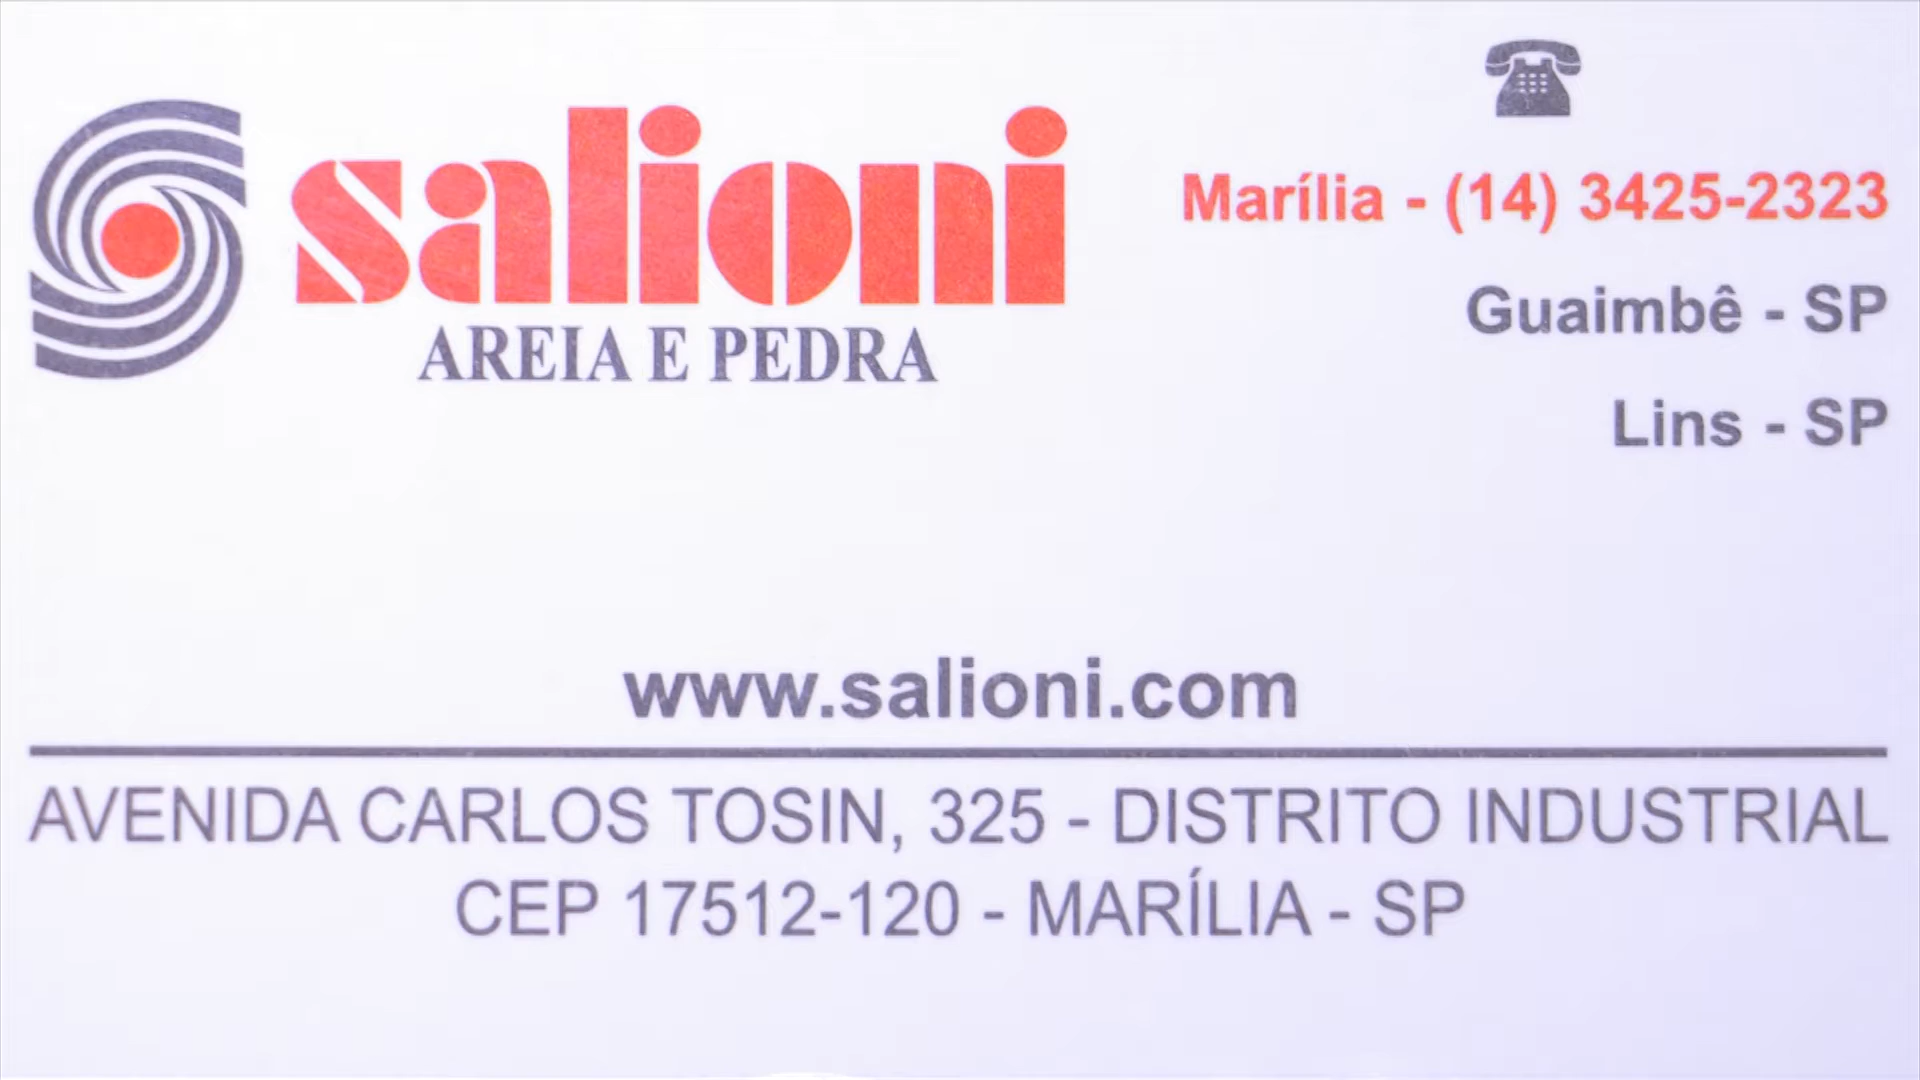 salioni
AREIA E PEDRA
Marília - (14) 3425-2323
Guaimbê - SP
Lins - SP
www.salioni.com
AVENIDA CARLOS TOSIN, 325 - DISTRITO INDUSTRIAL
CEP 17512-120 - MARÍLIA - SP